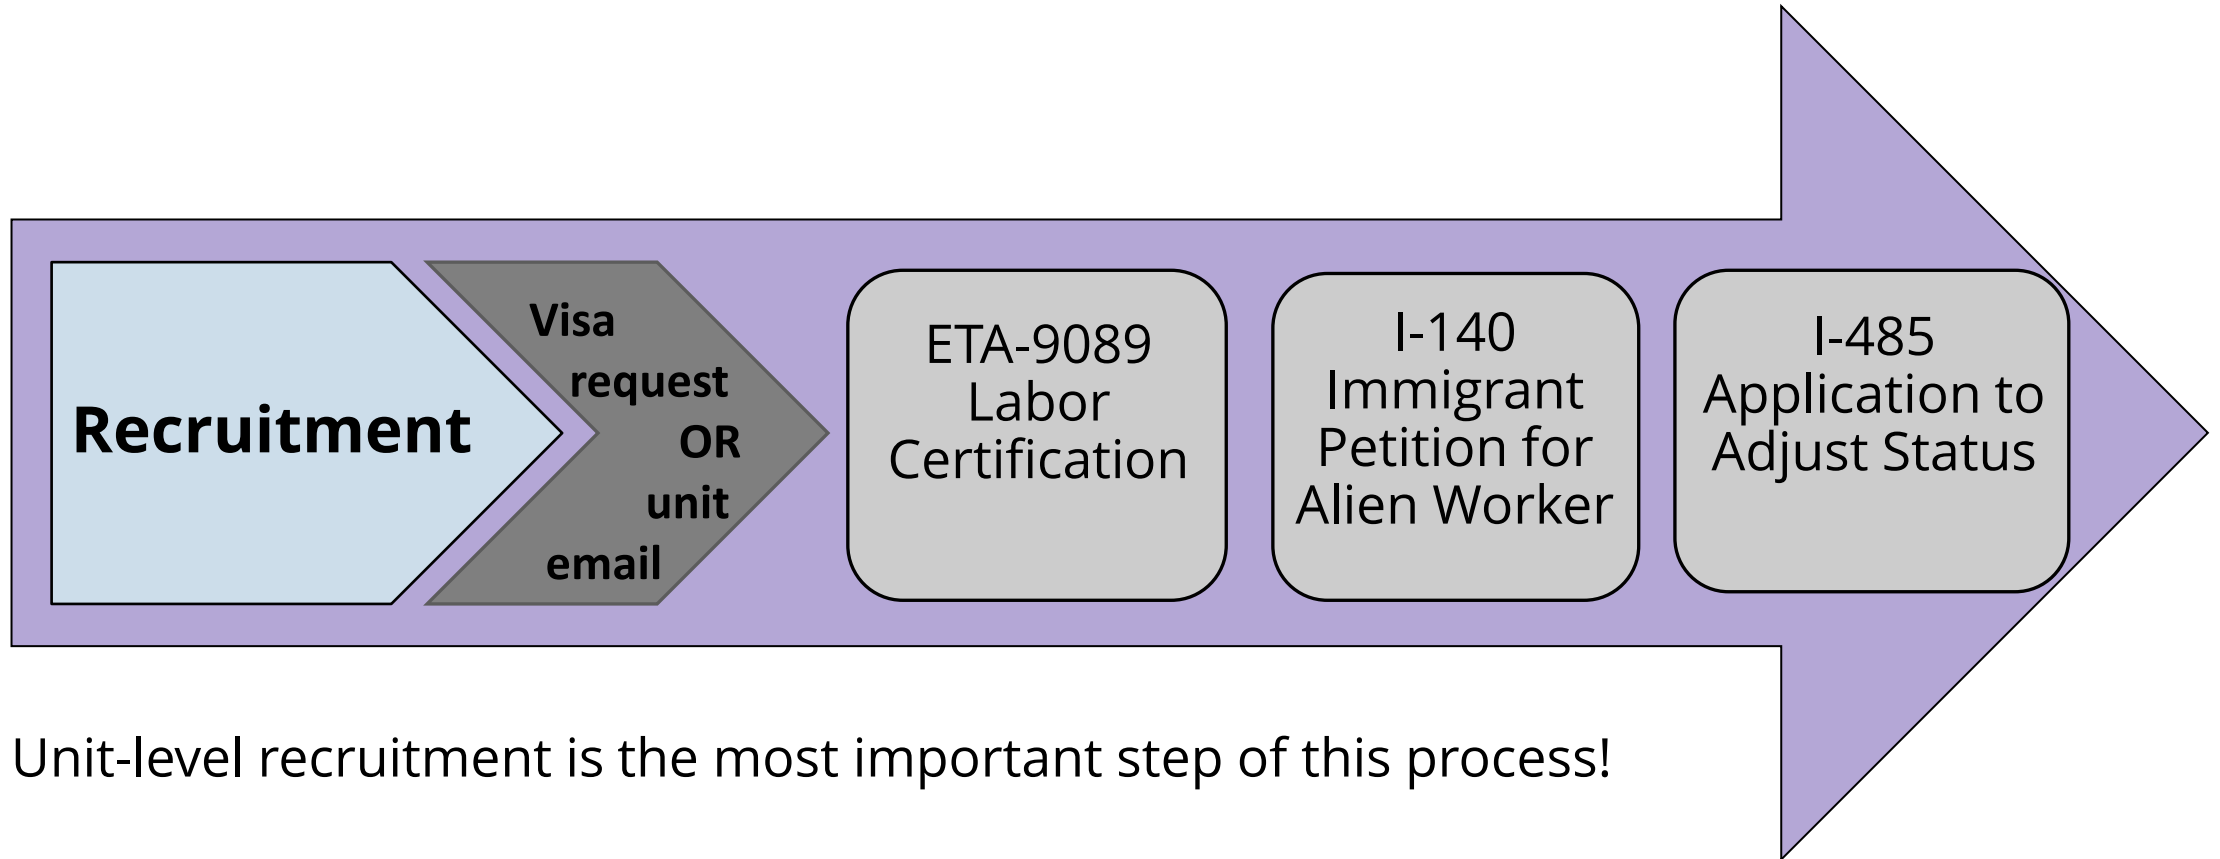 Recruitment
Visa
request
OR
unit
email
ETA-9089
Labor
Certification
I-140
Immigrant
Petition for
Alien Worker
I-485
Application to
Adjust Status
Unit-level recruitment is the most important step of this process!